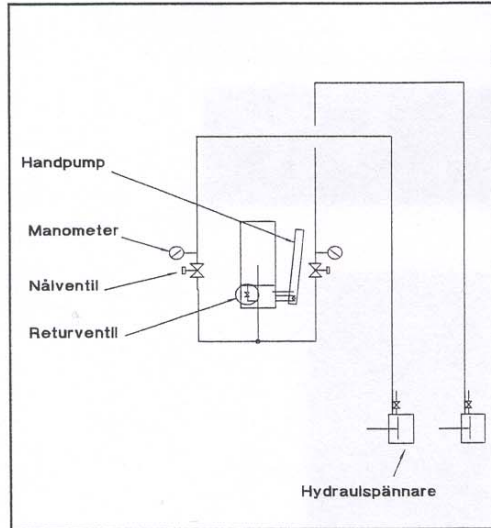 Handpump
Manometer
Nålventil
Returventil
Hydraulspännare